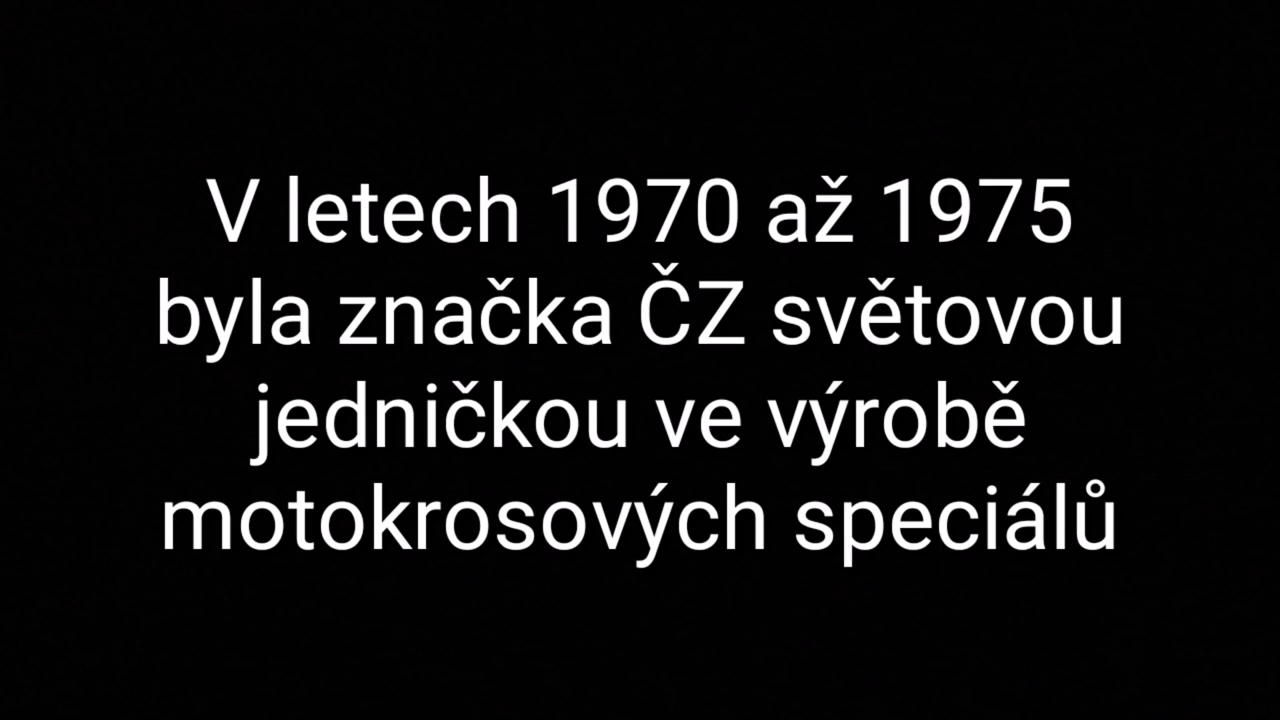 V letech 1970 až 1975
byla značka ČZ světovou
jedničkou ve výrobě
motokrosových speciálů